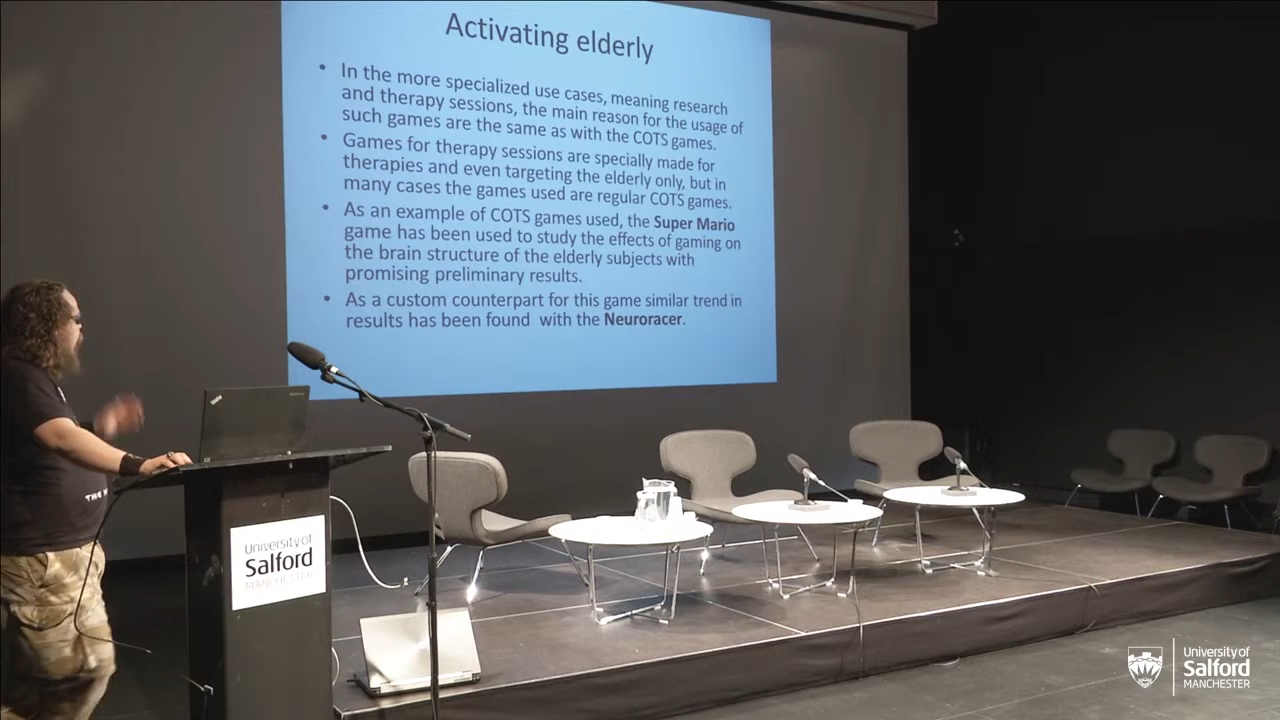 Activating elderly
• In the more specialized use cases, meaning research
and therapy sessions, the main reason for the usage of
such games are the same as with the COTS games.
• Games for therapy sessions are specially made for
therapies and even targeting the elderly only, but in
many cases the games used are regular COTS games.
• As an example of COTS games used, the Super Mario
game has been used to study the effects of gaming on
the brain structure of the elderly subjects with
promising preliminary results.
• As a custom counterpart for this game similar trend in
results has been found with the Neuroracer.
THE
University of
Salford
MANCHESTER
University of
Salford
MANCHESTER